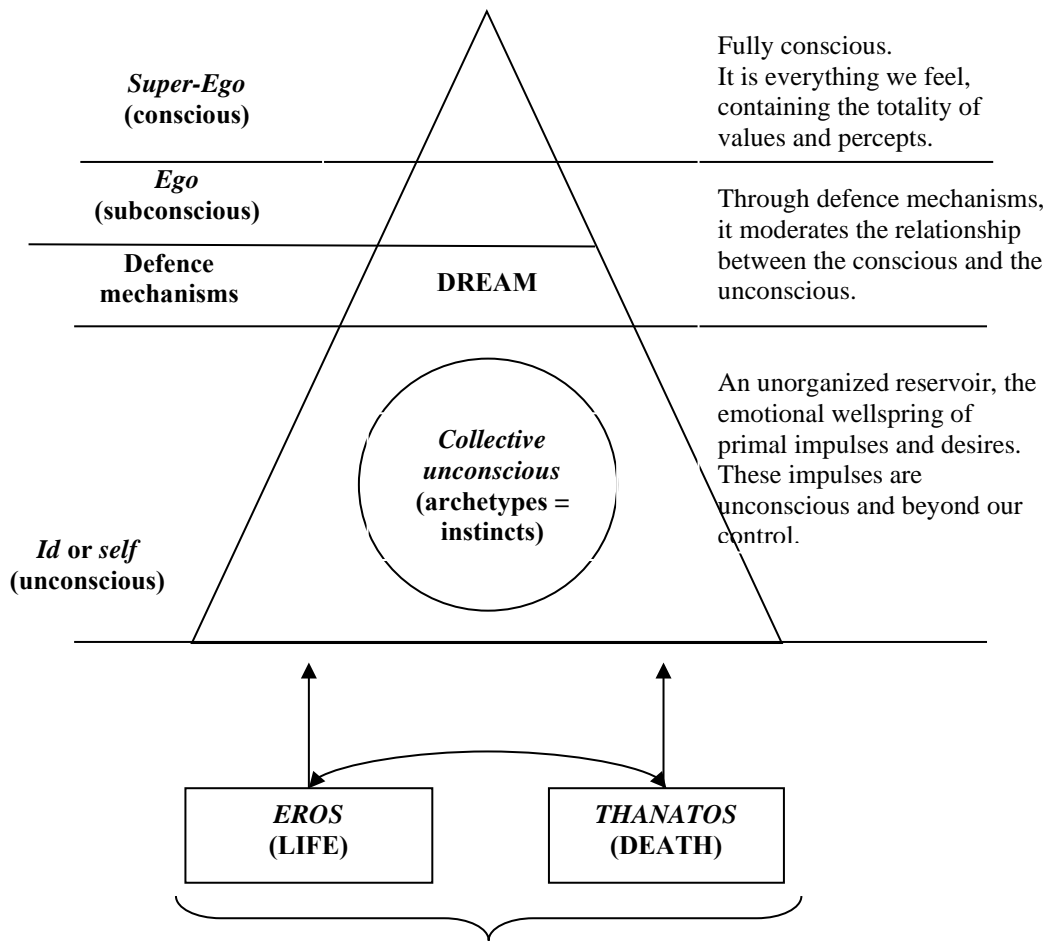 Super-Ego
(conscious)
Fully conscious.
It is everything we feel,
containing the totality of
values and percepts.
Ego
(subconscious)
Through defence mechanisms,
it moderates the relationship
between the conscious and the
unconscious.
Defence
mechanisms
DREAM
An unorganized reservoir, the
emotional wellspring of
primal impulses and desires.
These impulses are
unconscious and beyond our
control.
Collective
unconscious
(archetypes =
instincts)
Id or self
(unconscious)
EROS
(LIFE)
THANATOS
(DEATH)